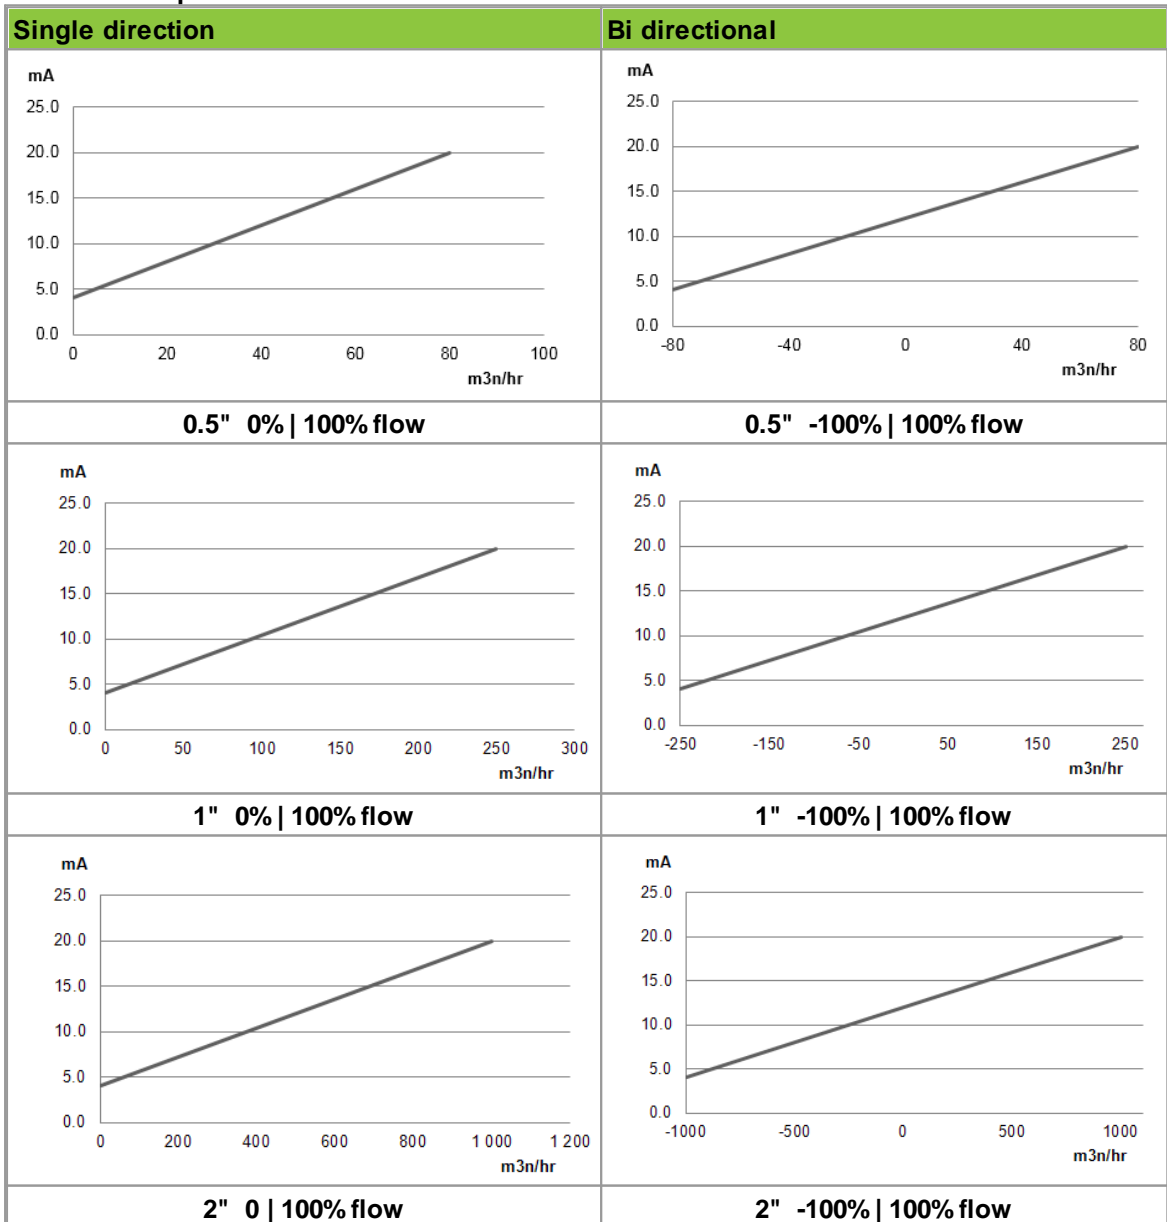 Single direction
Bi directional
mA
25.0
20.0
15.0
10.0
5.0
0.0
0 20 40 60 80 100
m3n/hr
mA
25.0
20.0
15.0
10.0
5.0
0.0
-80 -40 0 40 80
m3n/hr
0.5" 0% | 100% flow
0.5" -100% | 100% flow
mA
25.0
20.0
15.0
10.0
5.0
0.0
0 50 100 150 200 250 300
m3n/hr
mA
25.0
20.0
15.0
10.0
5.0
0.0
-250 -150 -50 50 150 250
m3n/hr
1" 0% | 100% flow
1" -100% | 100% flow
mA
25.0
20.0
15.0
10.0
5.0
0.0
0 200 400 600 800 1 000 1 200
m3n/hr
mA
25.0
20.0
15.0
10.0
5.0
0.0
-1000 -500 0 500 1000
m3n/hr
2" 0 | 100% flow
2" -100% | 100% flow